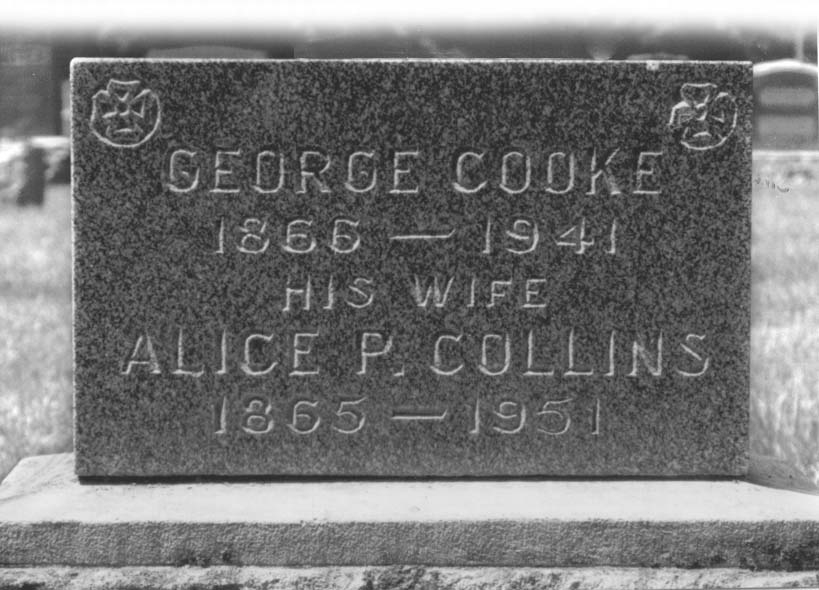 GEORGE COOKE
1866 — 1941
HIS WIFE
ALICE P. COLLINS
1865 — 1951